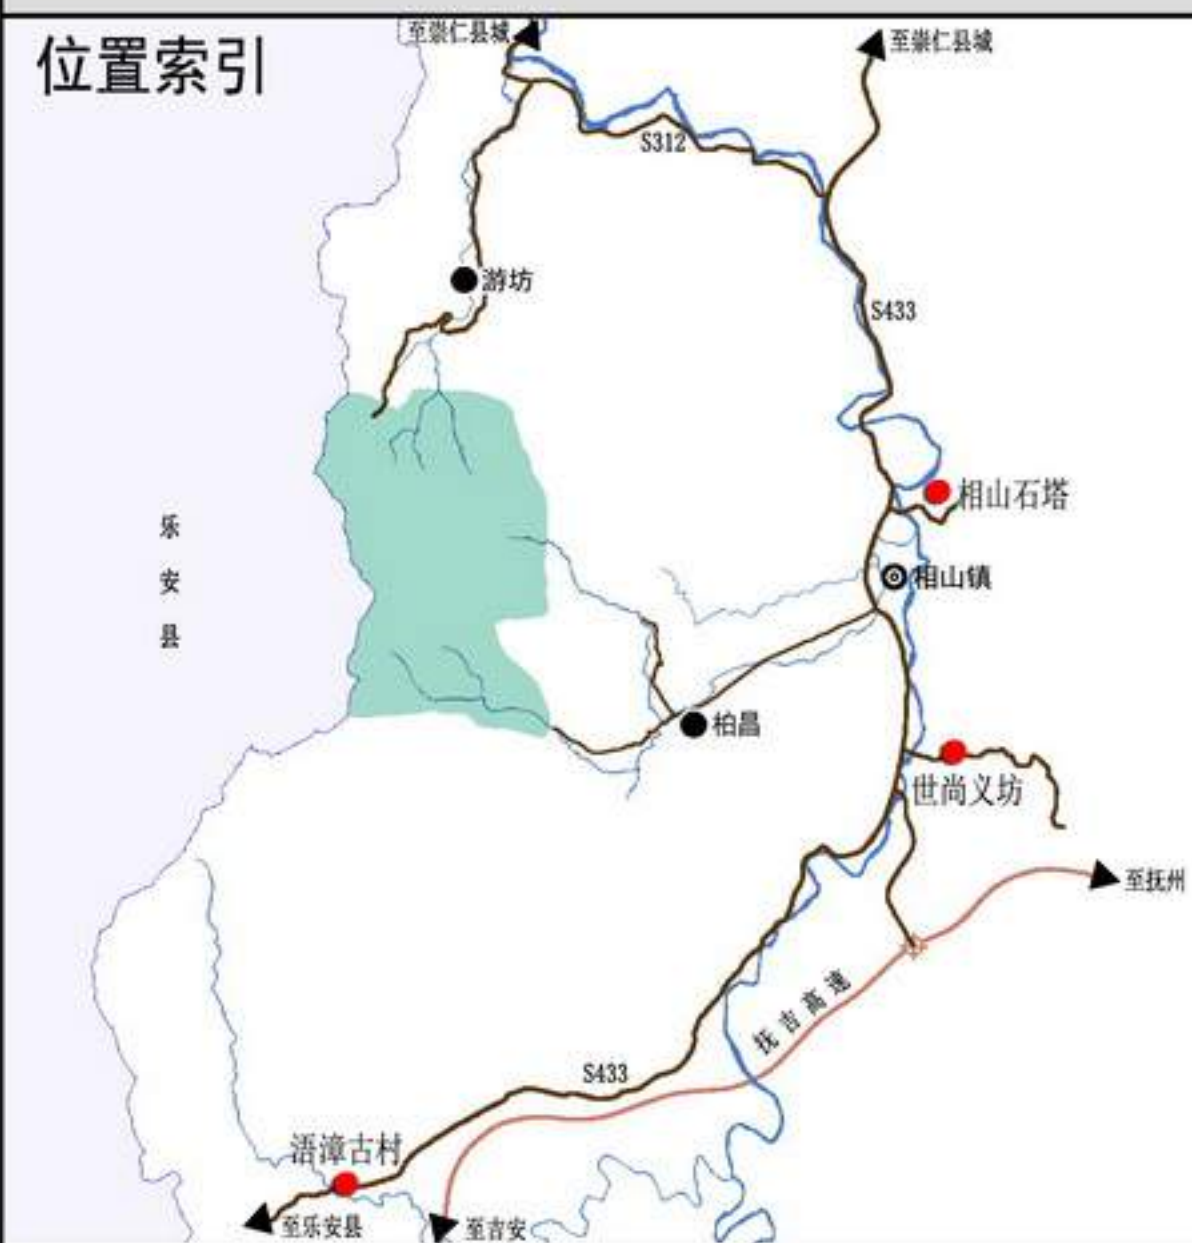 位置索引
至崇仁县城
至崇仁县城
S312
游坊
S433
相山石塔
乐安县
相山镇
柏昌
世尚义坊
至抚州
抚吉高速
S433
浯漳古村
至乐安县
至吉安